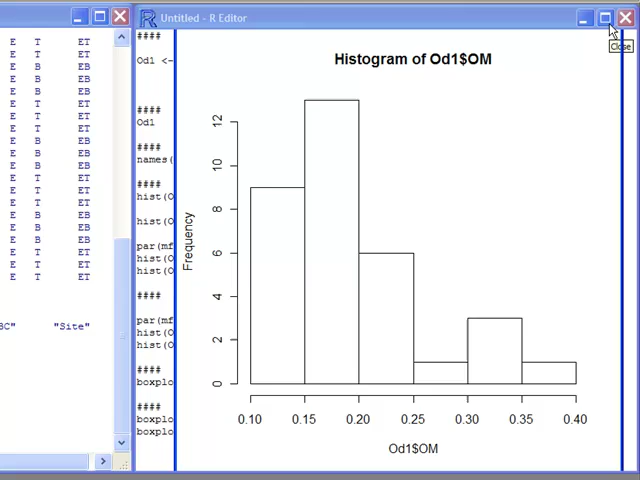 E T ET
E T ET
E B EB
E B EB
E B EB
E T ET
E T ET
E T ET
E B EB
E B EB
E B EB
E T ET
E T ET
E T ET
E B EB
E B EB
E B EB
E T ET
E T ET
E T ET
BC" "Site"
Untitled - R Editor
Close
####
Od1 <-
####
Od1
####
names(
####
hist(O
hist(O
par(mf
hist(O
hist(O
####
par(mf
hist(O
hist(O
####
boxplo
####
boxplo
boxplo
Histogram of Od1$OM
Frequency
12
10
8
6
4
2
0
0.10 0.15 0.20 0.25 0.30 0.35 0.40
Od1$OM